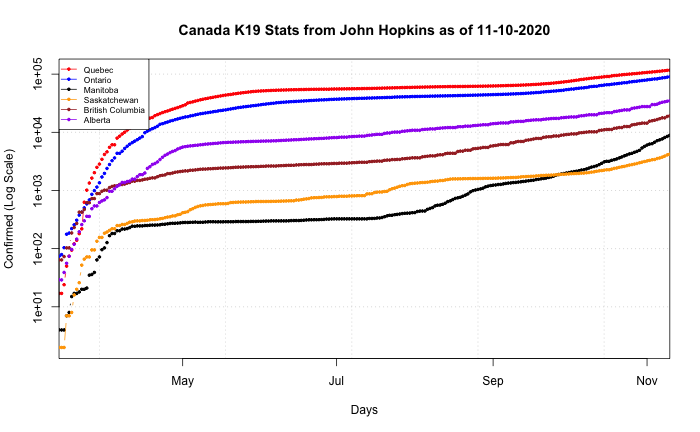 Canada K19 Stats from John Hopkins as of 11-10-2020
Quebec
Ontario
Manitoba
Saskatchewan
British Columbia
Alberta
1e+05
1e+04
1e+03
1e+02
1e+01
Confirmed (Log Scale)
May
Jul
Sep
Nov
Days